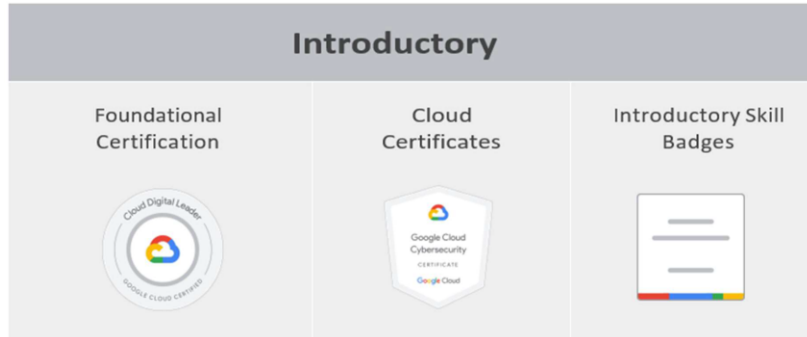 Introductory
Foundational
Certification
Cloud
Certificates
Introductory Skill
Badges
Cloud Digital Leader
GOOGLE CLOUD CERTIFIED
Google Cloud
Cybersecurity
CERTIFICATE
Google Cloud